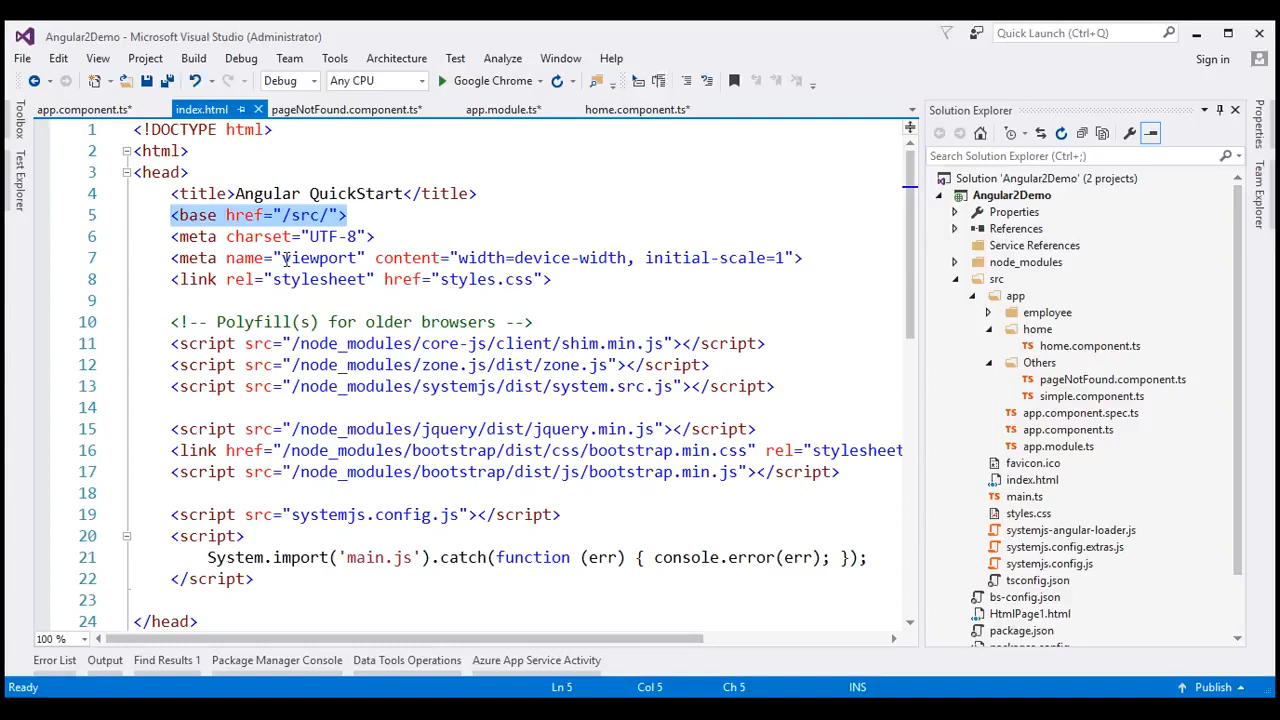 Angular2Demo - Microsoft Visual Studio (Administrator)
Quick Launch (Ctrl+Q)
File Edit View Project Build Debug Team Tools Architecture Test Analyze Window Help
Sign in
Debug Any CPU Google Chrome
app.component.ts* index.html pageNotFound.component.ts* app.module.ts* home.component.ts*
Toolbox
Test Explorer
1 <!DOCTYPE html>
2 <html>
3 <head>
4 <title>Angular QuickStart</title>
5 <base href="/src/">
6 <meta charset="UTF-8">
7 <meta name="viewport" content="width=device-width, initial-scale=1">
8 <link rel="stylesheet" href="styles.css">
9
10 <!-- Polyfill(s) for older browsers -->
11 <script src="/node_modules/core-js/client/shim.min.js"></script>
12 <script src="/node_modules/zone.js/dist/zone.js"></script>
13 <script src="/node_modules/systemjs/dist/system.src.js"></script>
14
15 <script src="/node_modules/jquery/dist/jquery.min.js"></script>
16 <link href="/node_modules/bootstrap/dist/css/bootstrap.min.css" rel="stylesheet
17 <script src="/node_modules/bootstrap/dist/js/bootstrap.min.js"></script>
18
19 <script src="systemjs.config.js"></script>
20 <script>
21 System.import('main.js').catch(function (err) { console.error(err); });
22 </script>
23
24 </head>
100 %
Solution Explorer
Search Solution Explorer (Ctrl+;)
Solution 'Angular2Demo' (2 projects)
Angular2Demo
Properties
References
Service References
node_modules
src
app
employee
home
TS home.component.ts
Others
TS pageNotFound.component.ts
TS simple.component.ts
TS app.component.spec.ts
TS app.component.ts
TS app.module.ts
favicon.ico
index.html
TS main.ts
styles.css
systemjs-angular-loader.js
systemjs.config.extras.js
systemjs.config.js
tsconfig.json
bs-config.json
HtmlPage1.html
package.json
Properties
Team Explorer
Error List Output Find Results 1 Package Manager Console Data Tools Operations Azure App Service Activity
Ready Ln 5 Col 5 Ch 5 INS Publish